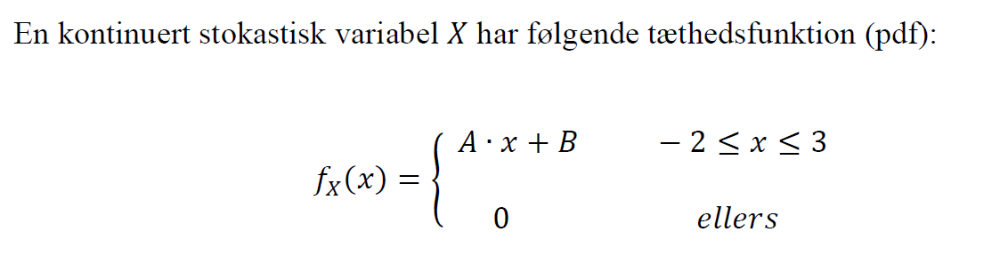 En kontinuert stokastisk variabel X har følgende tæthedsfunktion (pdf):
A · x + B − 2 ≤ x ≤ 3
f_X(x) = {
0 ellers